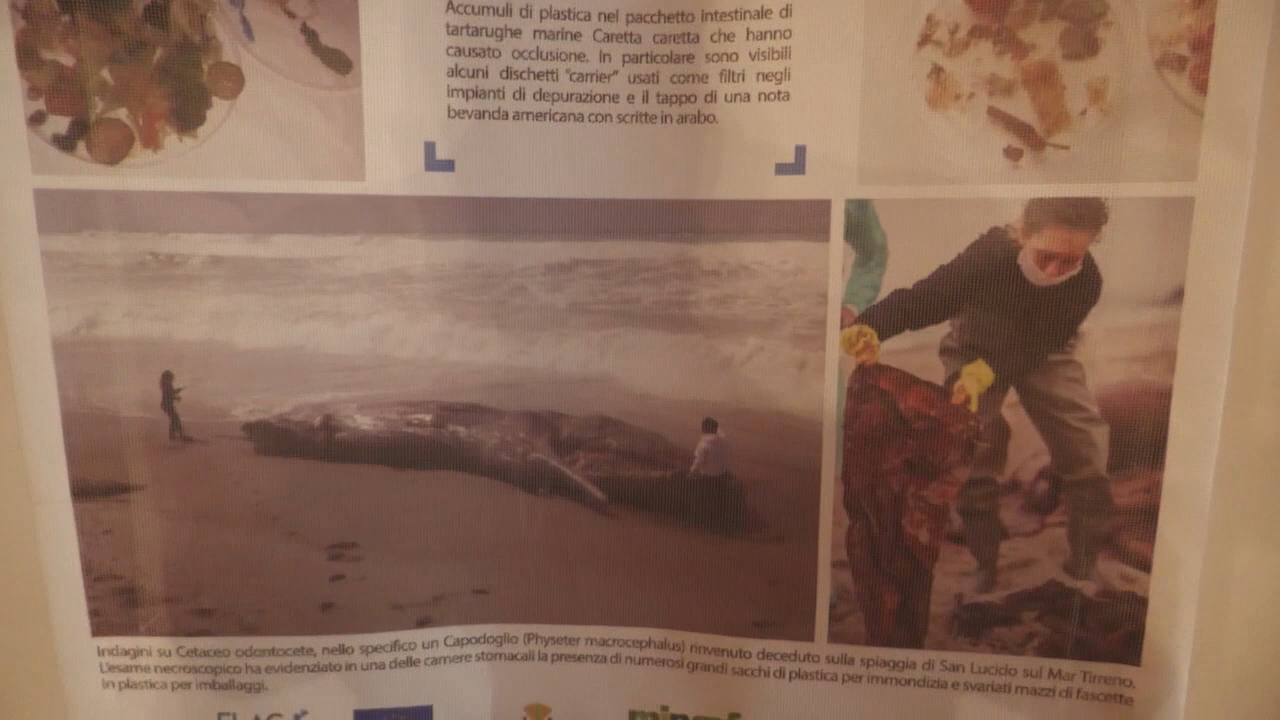 Accumuli di plastica nel pacchetto intestinale di
tartarughe marine Caretta caretta che hanno
causato occlusione. In particolare sono visibili
alcuni dischetti "carrier" usati come filtri negli
impianti di depurazione e il tappo di una nota
bevanda americana con scritte in arabo.
Indagini su Cetaceo odontocete, nello specifico un Capodoglio (Physeter macrocephalus) rinvenuto deceduto sulla spiaggia di San Lucido sul Mar Tirreno.
L'esame necroscopico ha evidenziato in una delle camere stomacali la presenza di numerosi grandi sacchi di plastica per immondizia e svariati mazzi di fascette
in plastica per imballaggi.